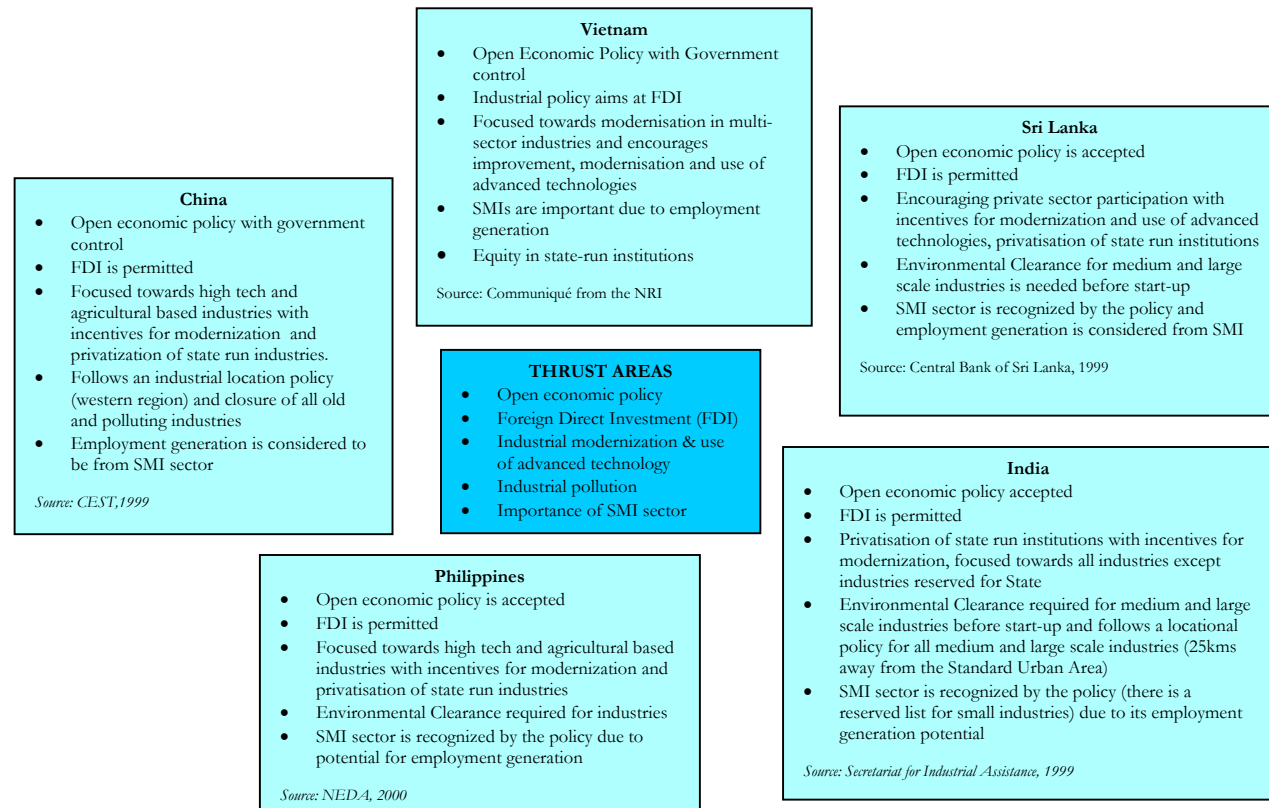 Vietnam
• Open Economic Policy with Government
control
• Industrial policy aims at FDI
• Focused towards modernisation in multi-
sector industries and encourages
improvement, modernisation and use of
advanced technologies
• SMIs are important due to employment
generation
• Equity in state-run institutions
Source: Communiqué from the NRI
Sri Lanka
• Open economic policy is accepted
• FDI is permitted
• Encouraging private sector participation with
incentives for modernization and use of advanced
technologies, privatisation of state run institutions
• Environmental Clearance for medium and large
scale industries is needed before start-up
• SMI sector is recognized by the policy and
employment generation is considered from SMI
Source: Central Bank of Sri Lanka, 1999
China
• Open economic policy with government
control
• FDI is permitted
• Focused towards high tech and
agricultural based industries with
incentives for modernization and
privatization of state run industries.
• Follows an industrial location policy
(western region) and closure of all old
and polluting industries
• Employment generation is considered to
be from SMI sector
Source: CEST,1999
THRUST AREAS
• Open economic policy
• Foreign Direct Investment (FDI)
• Industrial modernization & use
of advanced technology
• Industrial pollution
• Importance of SMI sector
India
• Open economic policy accepted
• FDI is permitted
• Privatisation of state run institutions with incentives for
modernization, focused towards all industries except
industries reserved for State
• Environmental Clearance required for medium and large
scale industries before start-up and follows a locational
policy for all medium and large scale industries (25kms
away from the Standard Urban Area)
• SMI sector is recognized by the policy (there is a
reserved list for small industries) due to its employment
generation potential
Source: Secretariat for Industrial Assistance, 1999
Philippines
• Open economic policy is accepted
• FDI is permitted
• Focused towards high tech and agricultural based
industries with incentives for modernization and
privatisation of state run industries
• Environmental Clearance required for industries
• SMI sector is recognized by the policy due to
potential for employment generation
Source: NEDA, 2000